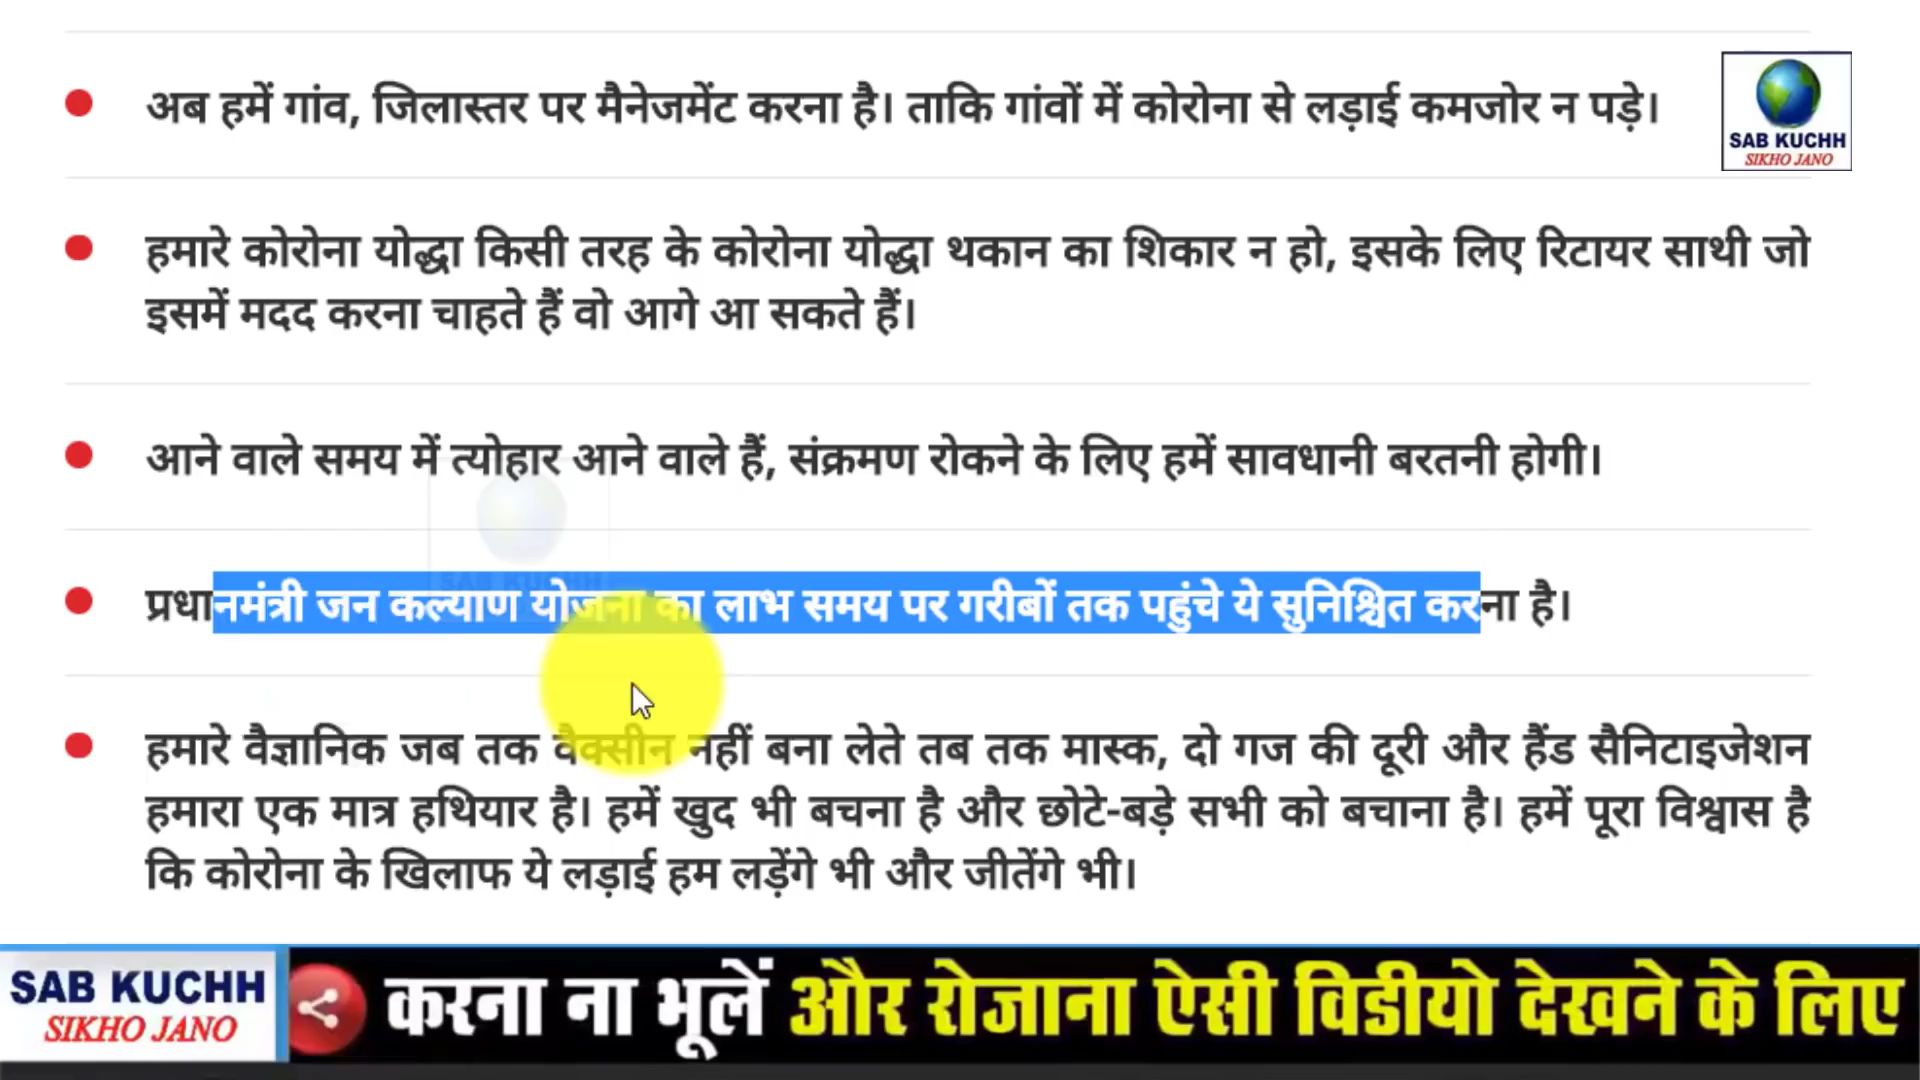 अब हमें गांव, जिलास्तर पर मैनेजमेंट करना है। ताकि गांवों में कोरोना से लड़ाई कमजोर न पड़े।
SAB KUCHH
SIKHO JANO
हमारे कोरोना योद्धा किसी तरह के कोरोना योद्धा थकान का शिकार न हो, इसके लिए रिटायर साथी जो
इसमें मदद करना चाहते हैं वो आगे आ सकते हैं।
आने वाले समय में त्योहार आने वाले हैं, संक्रमण रोकने के लिए हमें सावधानी बरतनी होगी।
SAB KUCHH
प्रधानमंत्री जन कल्याण योजना का लाभ समय पर गरीबों तक पहुंचे ये सुनिश्चित करना है।
हमारे वैज्ञानिक जब तक वैक्सीन नहीं बना लेते तब तक मास्क, दो गज की दूरी और हैंड सैनिटाइजेशन
हमारा एक मात्र हथियार है। हमें खुद भी बचना है और छोटे-बड़े सभी को बचाना है। हमें पूरा विश्वास है
कि कोरोना के खिलाफ ये लड़ाई हम लड़ेंगे भी और जीतेंगे भी।
SAB KUCHH
SIKHO JANO
करना ना भूलें और रोजाना ऐसी विडीयो देखने के लिए